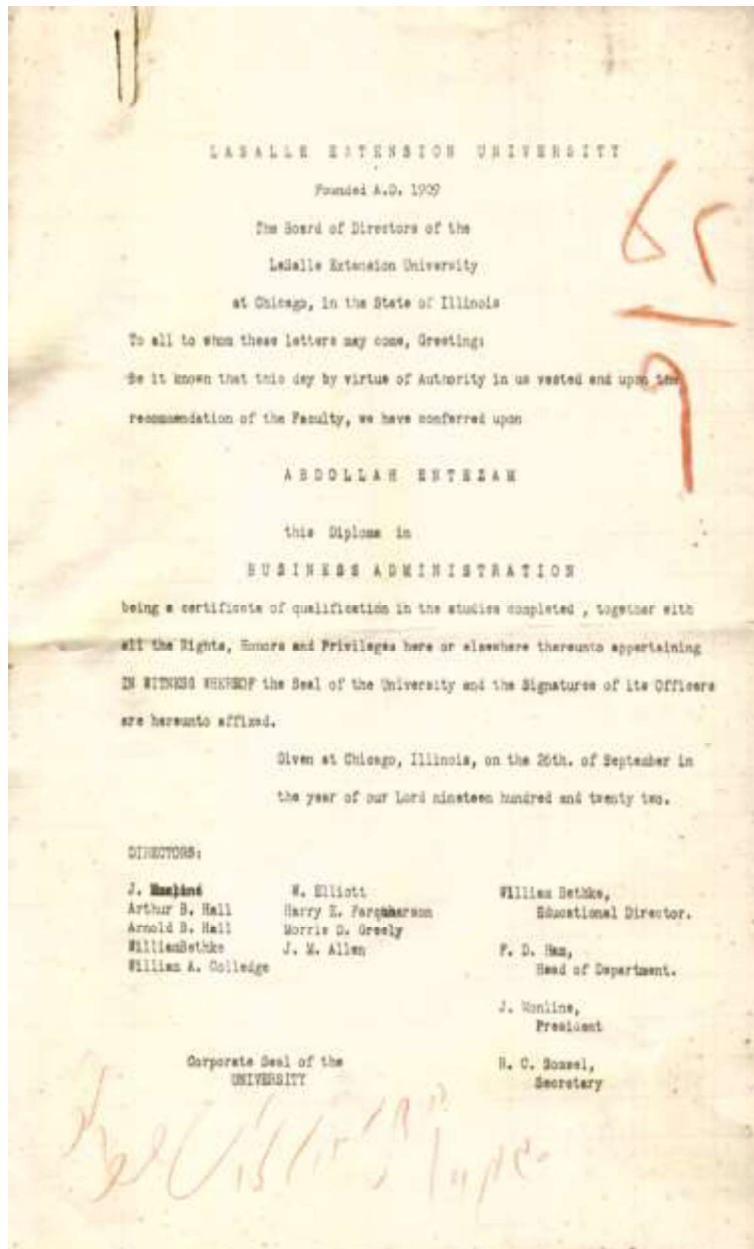 LASALLE EXTENSION UNIVERSITY
Founded A.D. 1909
The Board of Directors of the
LaSalle Extension University
at Chicago, in the State of Illinois
To all to whom these letters may come, Greeting:
Be it known that this day by virtue of Authority in us vested and upon the
recommendation of the Faculty, we have conferred upon
ABDOLLAH ENTEZAM
this Diploma in
BUSINESS ADMINISTRATION
being a certificate of qualification in the studies completed , together with
all the Rights, Honors and Privileges here or elsewhere thereunto appertaining
IN WITNESS WHEREOF the Seal of the University and the Signatures of its Officers
are hereunto affixed.
Given at Chicago, Illinois, on the 26th. of September in
the year of our Lord nineteen hundred and twenty two.
DIRECTORS:
J.
Arthur B. Hall
Arnold B. Hall
WilliamBethke
William A. Colledge
W. Elliott
Harry E. Farquharson
Morris D. Greely
J. M. Allen
William Bethke,
Educational Director.
F. D. Ham,
Head of Department.
J.
President
Secretary
Corporate Seal of the
UNIVERSITY